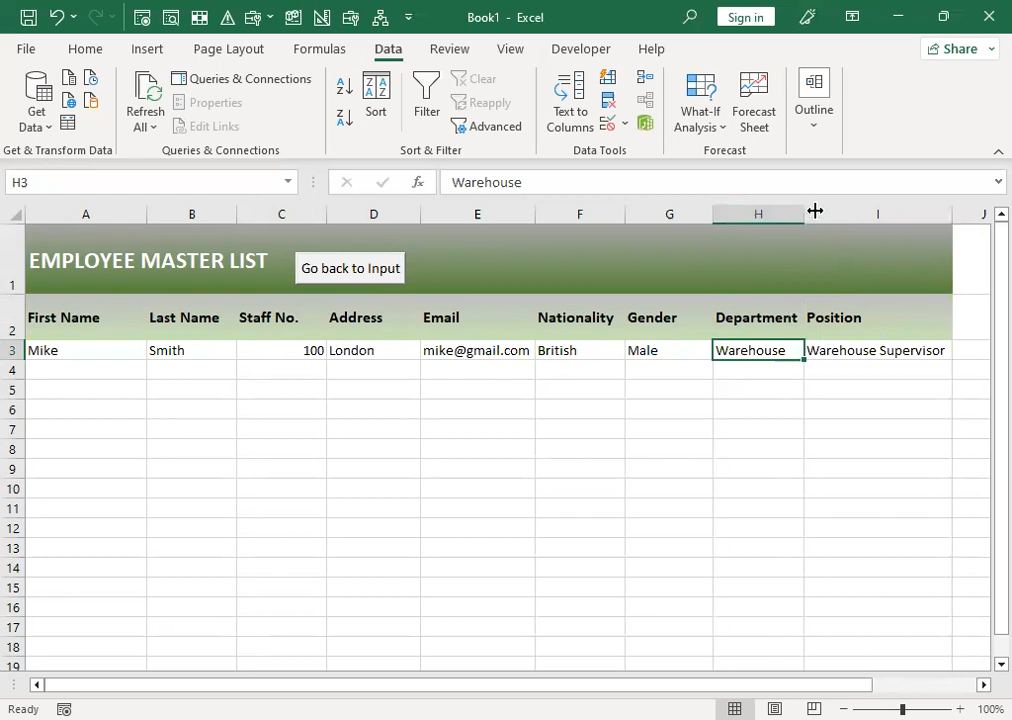 Book1 - Excel
Sign in
File Home Insert Page Layout Formulas Data Review View Developer Help Share
Get Data
Refresh All
Queries & Connections
Properties
Edit Links
Sort
Filter
Clear
Reapply
Advanced
Text to Columns
What-If Analysis
Forecast Sheet
Outline
Get & Transform Data Queries & Connections Sort & Filter Data Tools Forecast
H3 fx Warehouse
A B C D E F G H I J
1 EMPLOYEE MASTER LIST Go back to Input
2 First Name Last Name Staff No. Address Email Nationality Gender Department Position
3 Mike Smith 100 London mike@gmail.com British Male Warehouse Warehouse Supervisor
4
5
6
7
8
9
10
11
12
13
14
15
16
17
18
19
Ready 100%